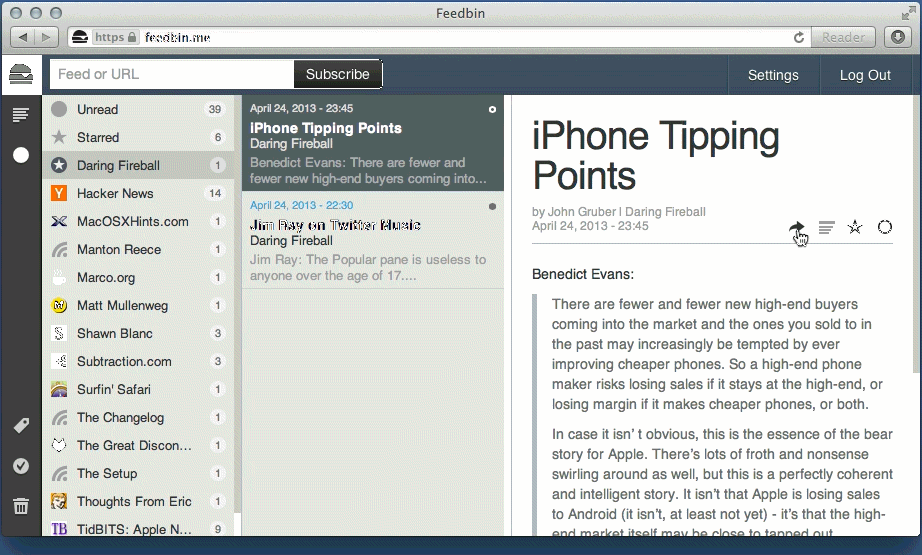 Feedbin
https feedbin.me
Reader
Feed or URL
Subscribe
Settings
Log Out
Unread 39
Starred 6
Daring Fireball 1
Hacker News 14
MacOSXHints.com 1
Manton Reece 1
Marco.org 1
Matt Mullenweg 1
Shawn Blanc 3
Subtraction.com 3
Surfin' Safari 1
The Changelog 1
The Great Discon... 1
The Setup 1
Thoughts From Eric 1
TidBITS: Apple N... 9
April 24, 2013 - 23:45
iPhone Tipping Points
Daring Fireball
Benedict Evans: There are fewer and
fewer new high-end buyers coming into...
April 24, 2013 - 22:30
Jim Ray on Twitter Music
Daring Fireball
Jim Ray: The Popular pane is useless to
anyone over the age of 17....
iPhone Tipping
Points
by John Gruber | Daring Fireball
April 24, 2013 - 23:45
Benedict Evans:
There are fewer and fewer new high-end buyers
coming into the market and the ones you sold to in
the past may increasingly be tempted by ever
improving cheaper phones. So a high-end phone
maker risks losing sales if it stays at the high-end, or
losing margin if it makes cheaper phones, or both.
In case it isn't obvious, this is the essence of the bear
story for Apple. There's lots of froth and nonsense
swirling around as well, but this is a perfectly coherent
and intelligent story. It isn't that Apple is losing sales
to Android (it isn't, at least not yet) - it's that the high-
end market itself may be close to tapped out.